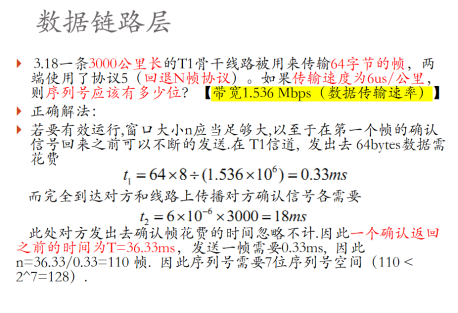 数据链路层
3.18一条3000公里长的T1骨干线路被用来传输64字节的帧，两
端使用了协议5（回退N帧协议）。如果传输速度为6us/公里，
则序列号应该有多少位？ 【带宽1.536 Mbps（数据传输速率）】
正确解法：
若要有效运行,窗口大小n应当足够大,以至于在第一个帧的确认
信号回来之前可以不断的发送.在 T1信道, 发出去 64bytes数据需
花费
t₁ = 64×8÷(1.536×10⁶) = 0.33ms
而完全到达对方和线路上传播对方确认信号各需要
t₂ = 6×10⁻⁶×3000 = 18ms
此处对方发出去确认帧花费的时间忽略不计.因此一个确认返回
之前的时间为T=36.33ms，发送一帧需要0.33ms, 因此
n=36.33/0.33=110 帧. 因此序列号需要7位序列号空间（110 <
2^7=128）.